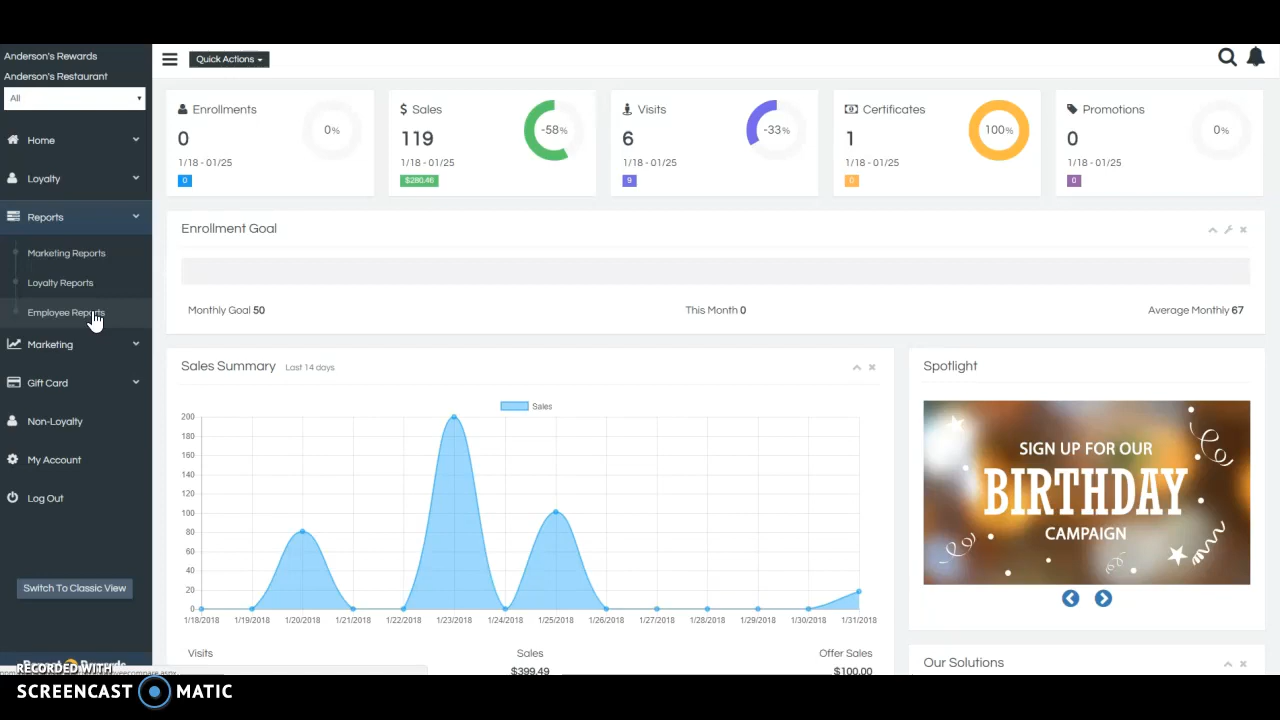 Anderson's Rewards
Anderson's Restaurant
All
Home
Loyalty
Reports
Marketing Reports
Loyalty Reports
Employee Reports
Marketing
Gift Card
Non-Loyalty
My Account
Log Out
Switch To Classic View
RECORDED WITH
SCREENCAST MATIC
Quick Actions
Enrollments
0
0%
1/18 - 01/25
0
$ Sales
119
-58%
1/18 - 01/25
$280.46
Visits
6
-33%
1/18 - 01/25
9
Certificates
1
100%
1/18 - 01/25
0
Promotions
0
0%
1/18 - 01/25
0
Enrollment Goal
Monthly Goal 50
This Month 0
Average Monthly 67
Sales Summary Last 14 days
Sales
200
180
160
140
120
100
80
60
40
20
0
1/18/2018 1/19/2018 1/20/2018 1/21/2018 1/22/2018 1/23/2018 1/24/2018 1/25/2018 1/26/2018 1/27/2018 1/28/2018 1/29/2018 1/30/2018 1/31/2018
Visits
Sales
$399.49
Offer Sales
$100.00
Spotlight
SIGN UP FOR OUR
BIRTHDAY
CAMPAIGN
Our Solutions